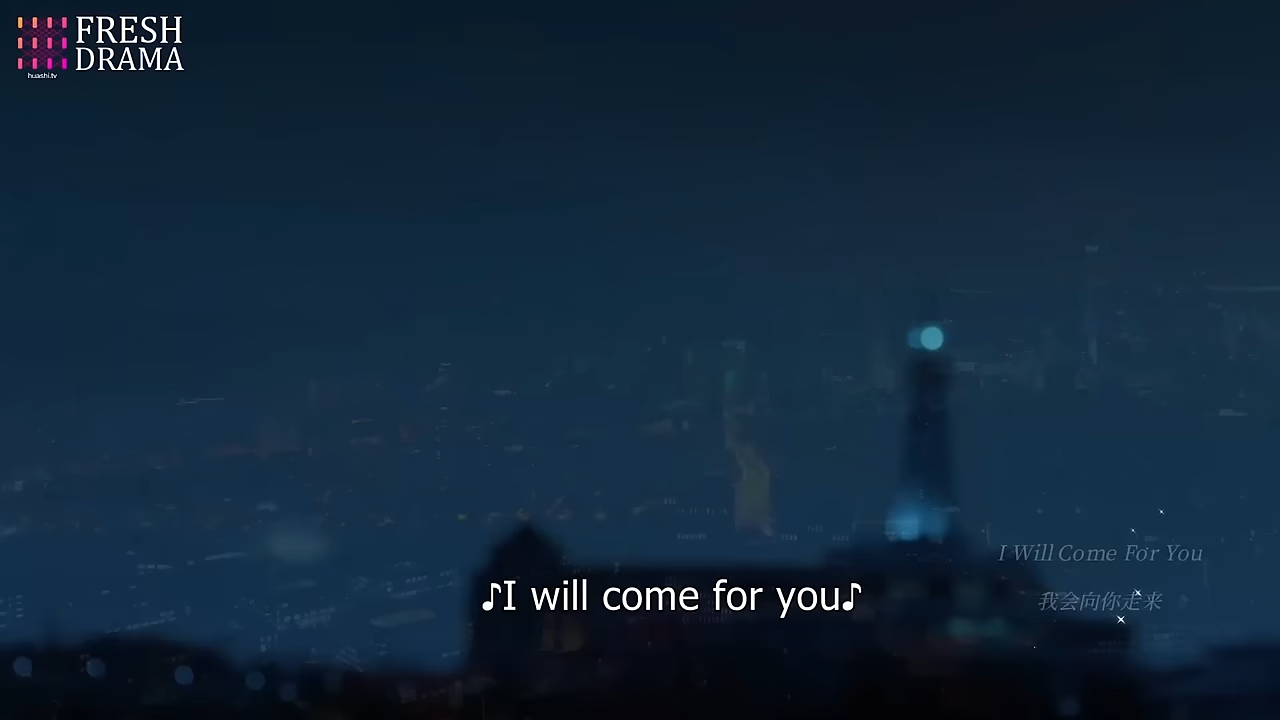 FRESH
DRAMA
huashi.tv
I Will Come For You
♪I will come for you♪
我会向你走来